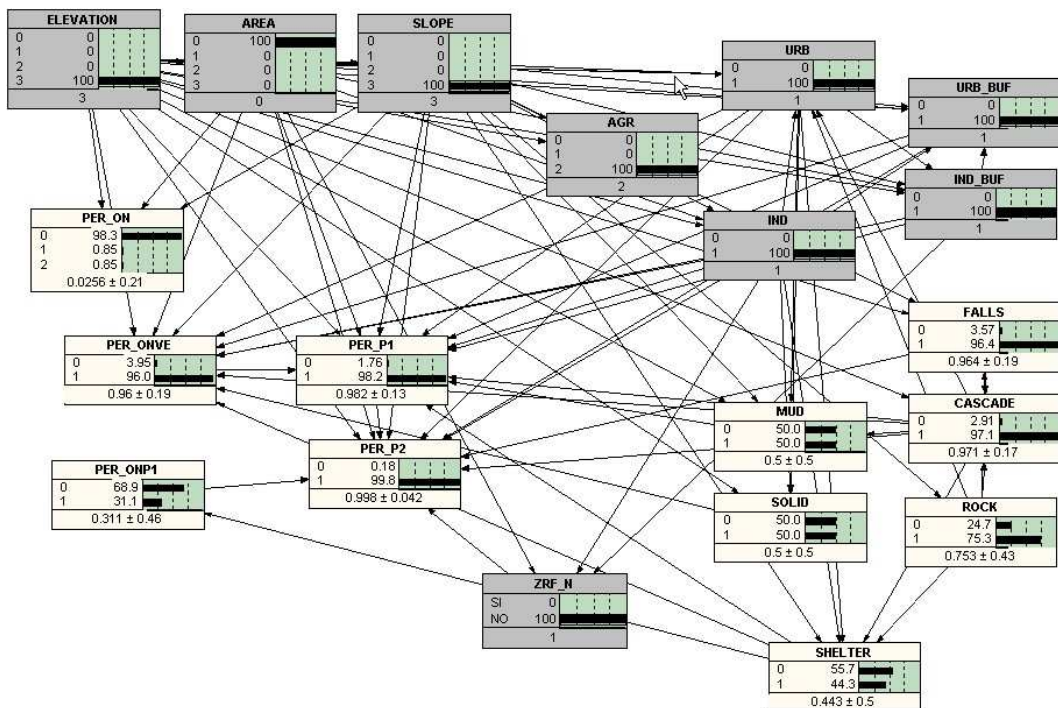 ELEVATION
0 0
1 0
2 0
3 100
3
AREA
0 100
1 0
2 0
3 0
0
SLOPE
0 0
1 0
2 0
3 100
3
URB
0 0
1 100
1
URB_BUF
0 0
1 100
1
AGR
0 0
1 0
2 100
2
IND_BUF
0 0
1 100
1
PER_ON
0 98.3
1 0.85
2 0.85
0.0256 ± 0.21
IND
0 0
1 100
1
FALLS
0 3.57
1 96.4
0.964 ± 0.19
PER_ONVE
0 3.95
1 96.0
0.96 ± 0.19
PER_P1
0 1.76
1 98.2
0.982 ± 0.13
MUD
0 50.0
1 50.0
0.5 ± 0.5
CASCADE
0 2.91
1 97.1
0.971 ± 0.17
PER_P2
0 0.18
1 99.8
0.998 ± 0.042
PER_ONP1
0 68.9
1 31.1
0.311 ± 0.46
SOLID
0 50.0
1 50.0
0.5 ± 0.5
ROCK
0 24.7
1 75.3
0.753 ± 0.43
ZRF_N
SI 0
NO 100
1
SHELTER
0 55.7
1 44.3
0.443 ± 0.5